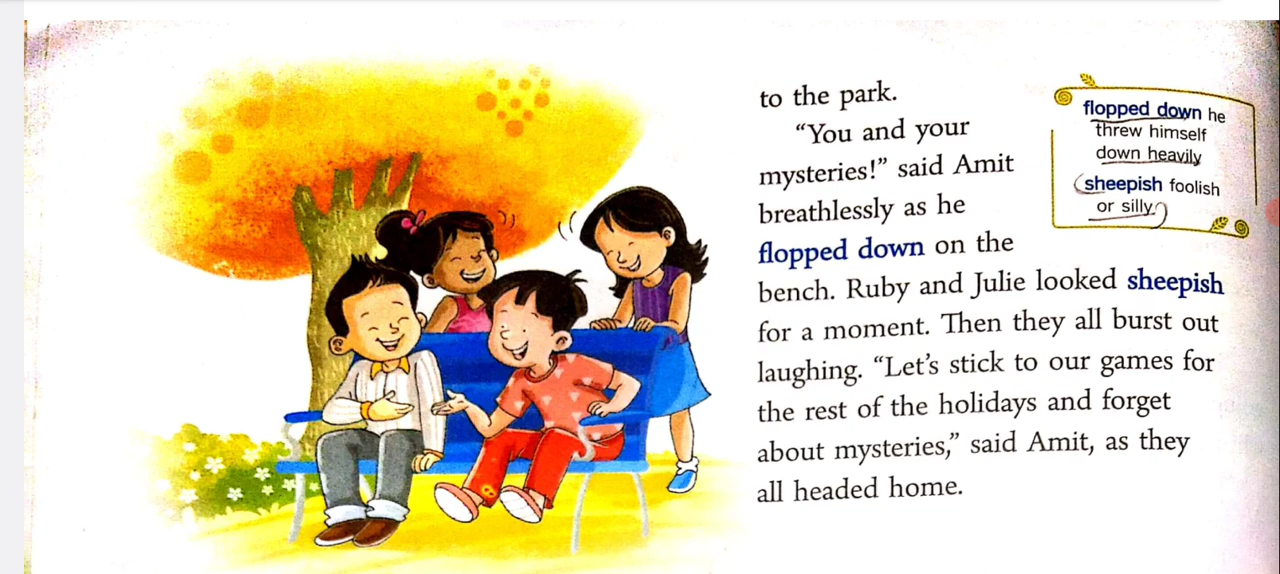 to the park.
“You and your
mysteries!” said Amit
breathlessly as he
flopped down on the
bench. Ruby and Julie looked sheepish
for a moment. Then they all burst out
laughing. “Let’s stick to our games for
the rest of the holidays and forget
about mysteries,” said Amit, as they
all headed home.
flopped down he
threw himself
down heavily
sheepish foolish
or silly